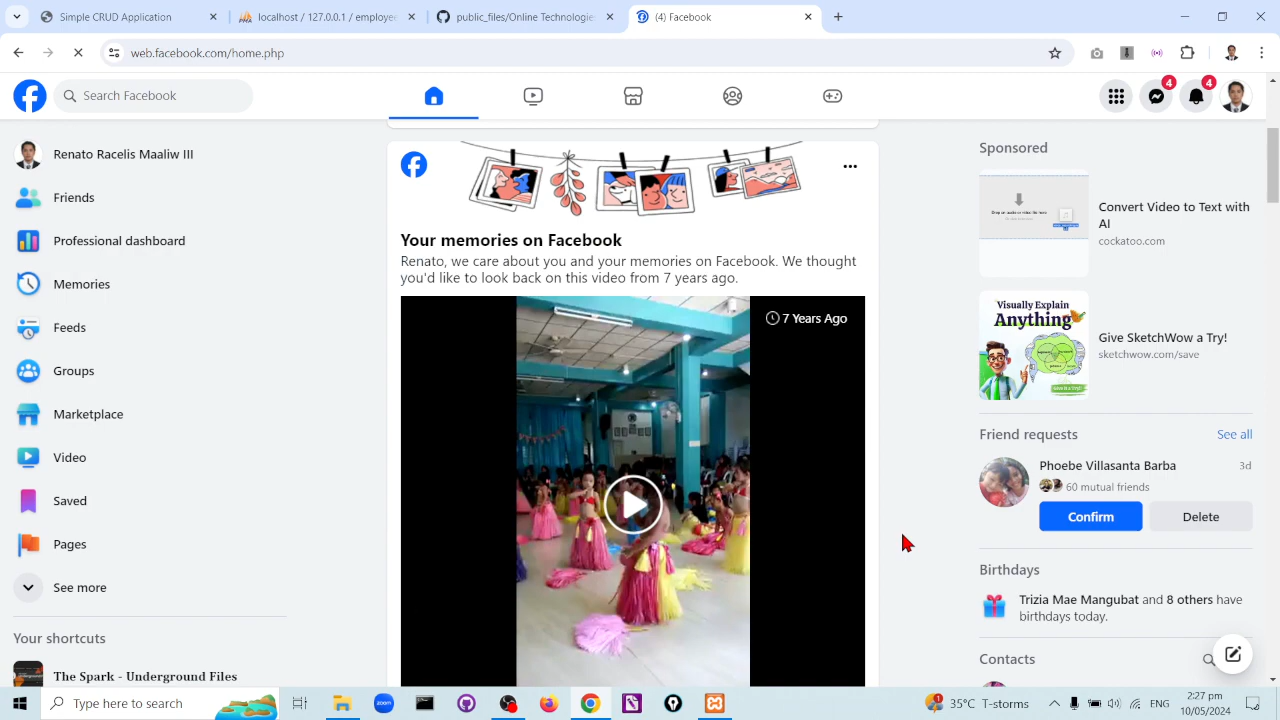 PHP CRUD Application
localhost / 127.0.0.1 / employ
public_files/Online Technologie
(4) Facebook
web.facebook.com/home.php
Search Facebook
4
4
Renato Racelis Maaliw III
Friends
Professional dashboard
Memories
Feeds
Groups
Marketplace
Video
Saved
Pages
See more
Your shortcuts
The Spark - Underground Files
Your memories on Facebook
Renato, we care about you and your memories on Facebook. We thought
you'd like to look back on this video from 7 years ago.
7 Years Ago
Sponsored
Convert Video to Text with
AI
cockatoo.com
Visually Explain
Anything
Give SketchWow a Try!
sketchwow.com/save
Friend requests
See all
Phoebe Villasanta Barba
3d
60 mutual friends
Confirm
Delete
Birthdays
Trizia Mae Mangubat and 8 others have
birthdays today.
Contacts
Type here to search
zoom
1
35°C T-storms
ENG
2:27 pm
10/05/2024